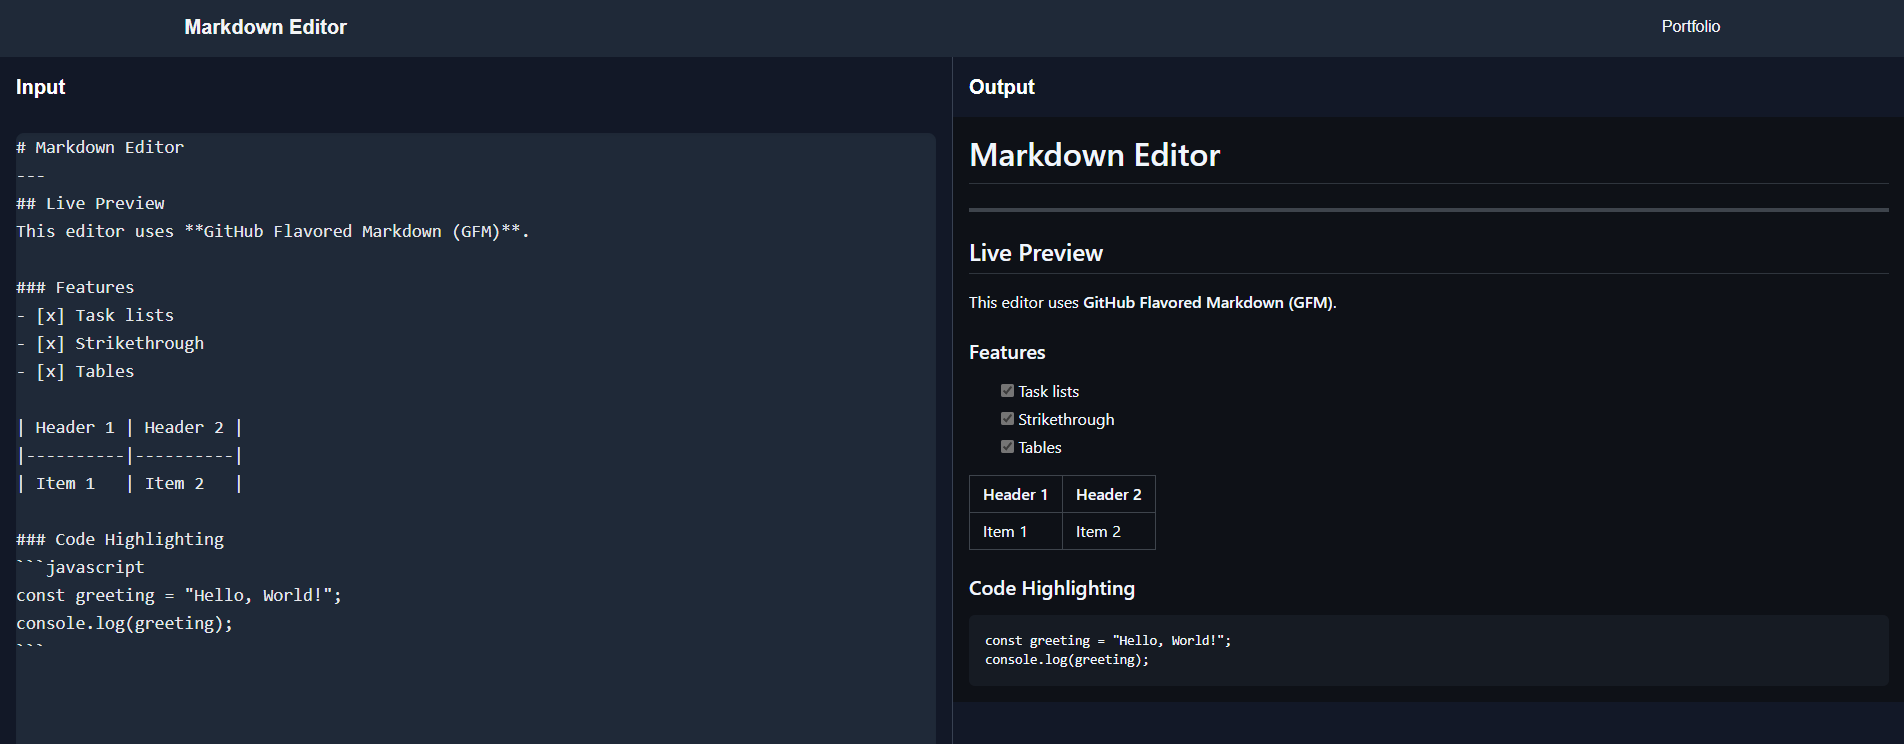 Markdown Editor
Portfolio
Input
# Markdown Editor
---
## Live Preview
This editor uses **GitHub Flavored Markdown (GFM)**.
### Features
- [x] Task lists
- [x] Strikethrough
- [x] Tables
| Header 1 | Header 2 |
|----------|----------|
| Item 1   | Item 2   |
### Code Highlighting
```javascript
const greeting = "Hello, World!";
console.log(greeting);
```
Output
Markdown Editor
Live Preview
This editor uses GitHub Flavored Markdown (GFM).
Features
Task lists
Strikethrough
Tables
Header 1 Header 2
Item 1 Item 2
Code Highlighting
const greeting = "Hello, World!";
console.log(greeting);